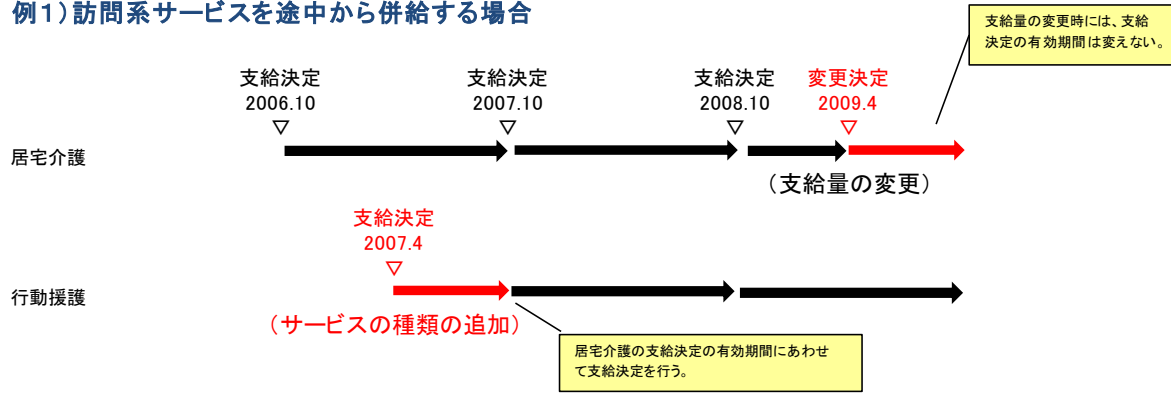 例1)訪問系サービスを途中から併給する場合
支給量の変更時には、支給
決定の有効期間は変えない。
支給決定
2006.10
▽
支給決定
2007.10
▽
支給決定
2008.10
▽
変更決定
2009.4
▽
居宅介護
(支給量の変更)
支給決定
2007.4
▽
行動援護
(サービスの種類の追加)
居宅介護の支給決定の有効期間にあわせ
て支給決定を行う。